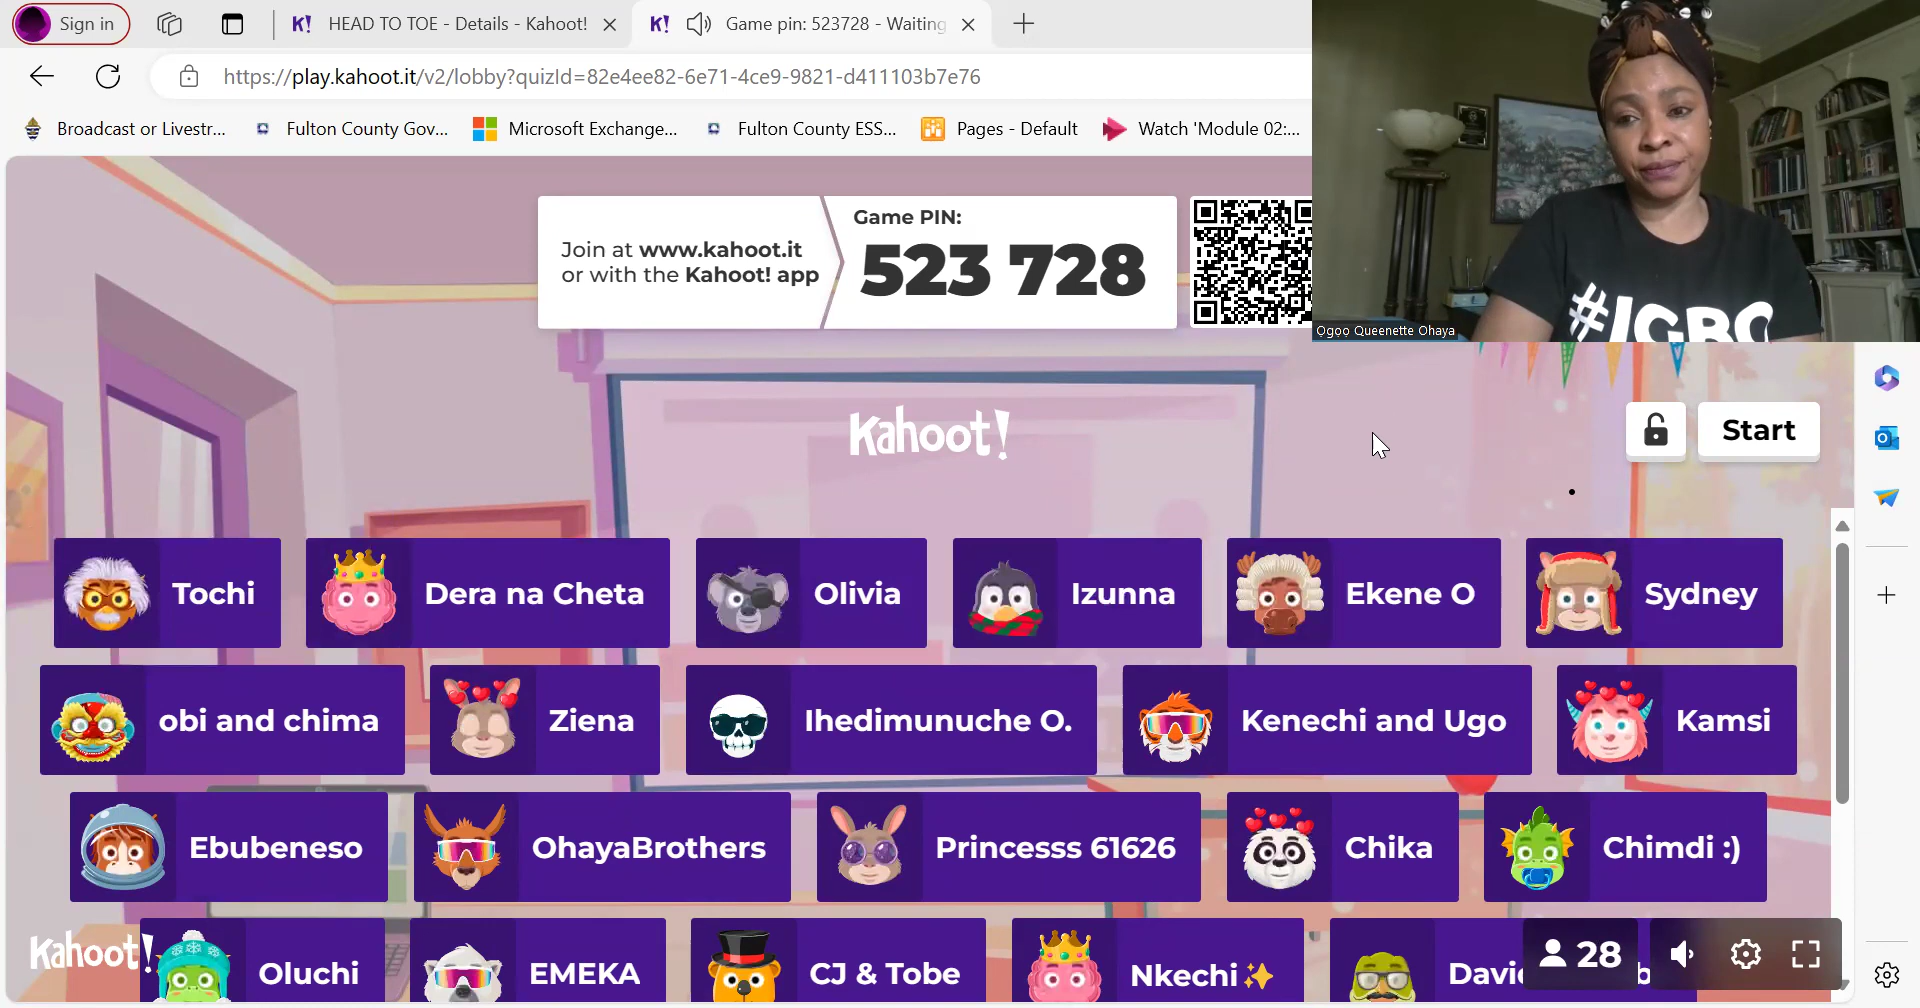 Sign in
HEAD TO TOE - Details - Kahoot!
Game pin: 523728 - Waiting
https://play.kahoot.it/v2/lobby?quizId=82e4ee82-6e71-4ce9-9821-d411103b7e76
Broadcast or Livestr...
Fulton County Gov...
Microsoft Exchange...
Fulton County ESS...
Pages - Default
Watch 'Module 02:...
Join at www.kahoot.it
or with the Kahoot! app
Game PIN:
523 728
#IGBO
Ọgọọ Queenette Ohaya
Kahoot!
Start
Tochi
Dera na Cheta
Olivia
Izunna
Ekene O
Sydney
obi and chima
Ziena
Ihedimunuche O.
Kenechi and Ugo
Kamsi
Ebubeneso
OhayaBrothers
Princesss 61626
Chika
Chimdi :)
Kahoot!
Oluchi
EMEKA
CJ & Tobe
Nkechi✨
28